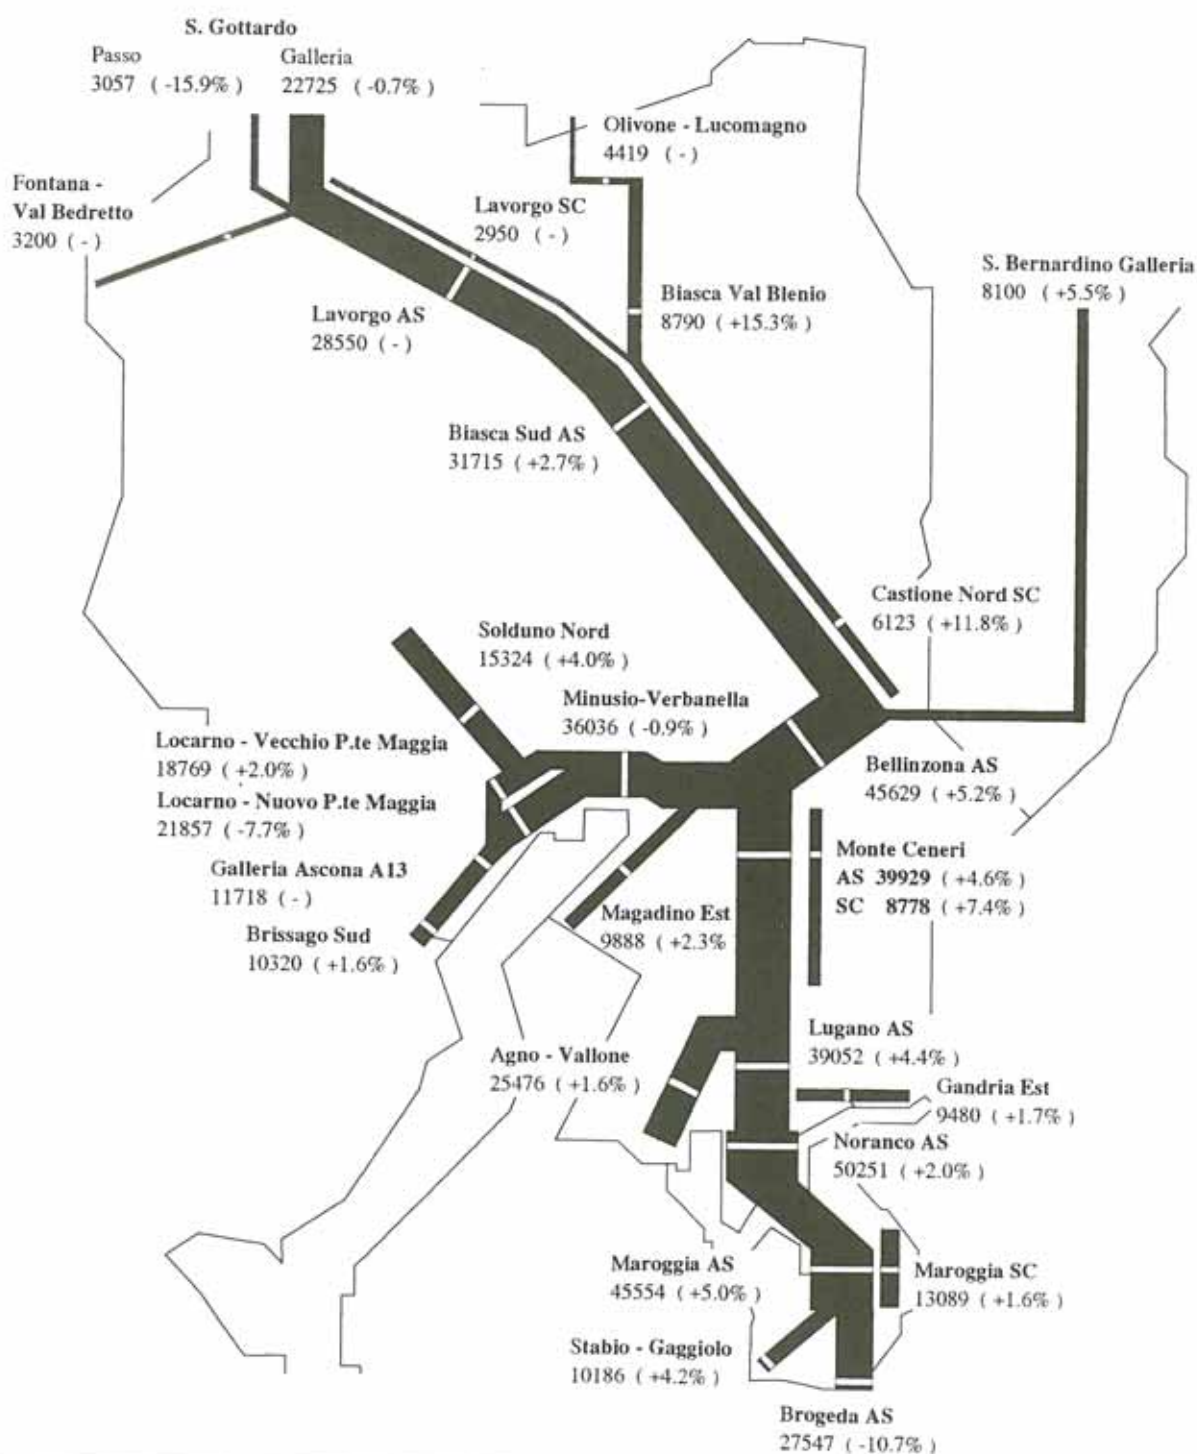 S. Gottardo
Passo Galleria
3057 ( -15.9% ) 22725 ( -0.7% )
Olivone - Lucomagno
4419 ( - )
Fontana -
Val Bedretto
3200 ( - )
Lavorgo SC
2950 ( - )
S. Bernardino Galleria
8100 ( +5.5% )
Biasca Val Blenio
8790 ( +15.3% )
Lavorgo AS
28550 ( - )
Biasca Sud AS
31715 ( +2.7% )
Castione Nord SC
6123 ( +11.8% )
Solduno Nord
15324 ( +4.0% )
Minusio-Verbanella
36036 ( -0.9% )
Locarno - Vecchio P.te Maggia
18769 ( +2.0% )
Locarno - Nuovo P.te Maggia
21857 ( -7.7% )
Bellinzona AS
45629 ( +5.2% )
Galleria Ascona A13
11718 ( - )
Monte Ceneri
AS 39929 ( +4.6% )
SC 8778 ( +7.4% )
Brissago Sud
10320 ( +1.6% )
Magadino Est
9888 ( +2.3%
Lugano AS
39052 ( +4.4% )
Agno - Vallone
25476 ( +1.6% )
Gandria Est
9480 ( +1.7% )
Noranco AS
50251 ( +2.0% )
Maroggia AS
45554 ( +5.0% )
Maroggia SC
13089 ( +1.6% )
Stabio - Gaggiolo
10186 ( +4.2% )
Brogeda AS
27547 ( -10.7% )